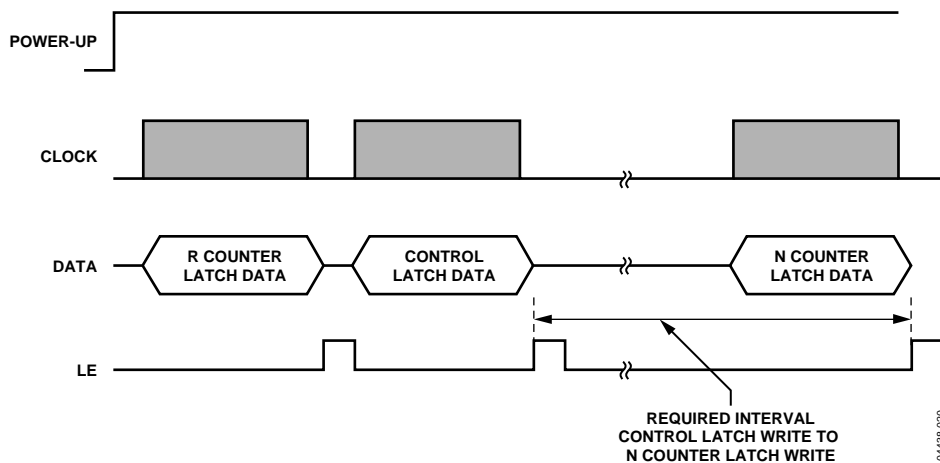 POWER-UP
CLOCK
DATA
R COUNTER
LATCH DATA
CONTROL
LATCH DATA
N COUNTER
LATCH DATA
LE
REQUIRED INTERVAL
CONTROL LATCH WRITE TO
N COUNTER LATCH WRITE